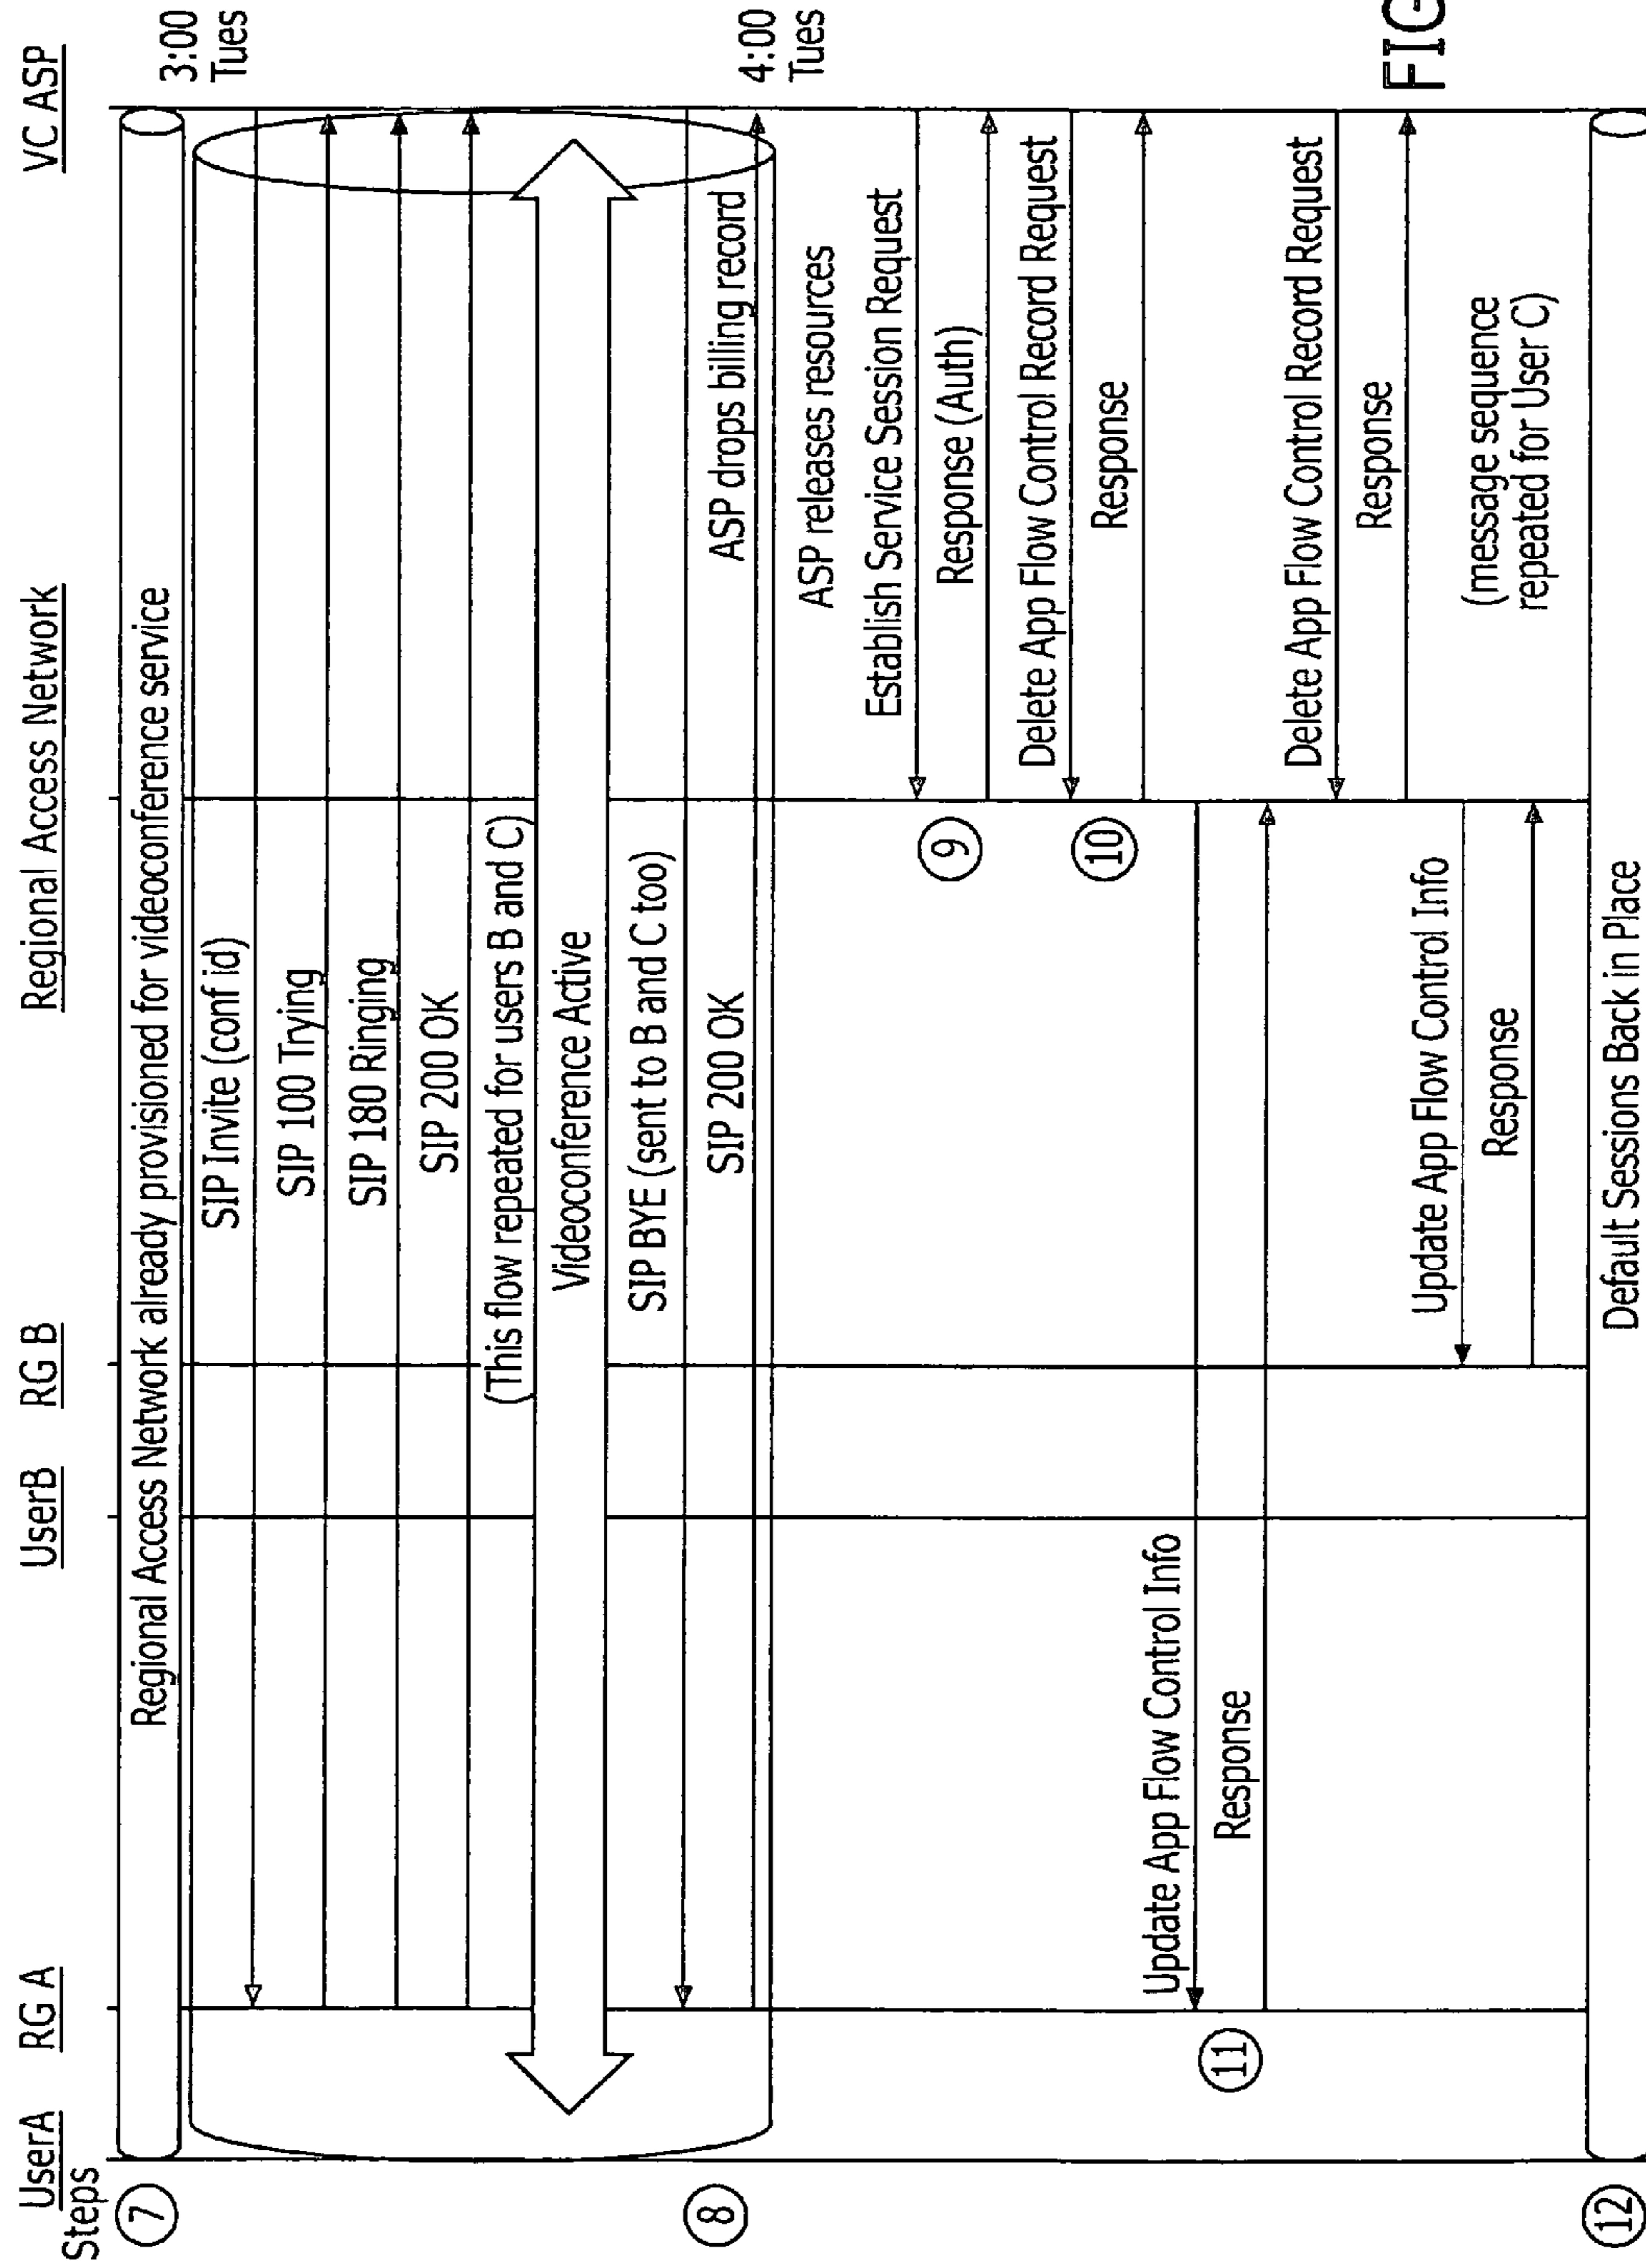 UserA RG A UserB RG B Regional Access Network VC ASP
Steps
7
Regional Access Network already provisioned for videoconference service
3:00
Tues
SIP Invite (conf id)
SIP 100 Trying
SIP 180 Ringing
SIP 200 OK
(This flow repeated for users B and C)
Videoconference Active
8
SIP BYE (sent to B and C too)
SIP 200 OK
ASP drops billing record
4:00
Tues
ASP releases resources
Establish Service Session Request
9
Response (Auth)
Delete App Flow Control Record Request
10
Response
Update App Flow Control Info
11
Response
Delete App Flow Control Record Request
Response
Update App Flow Control Info
Response
(message sequence
repeated for User C)
12
Default Sessions Back in Place
FIG